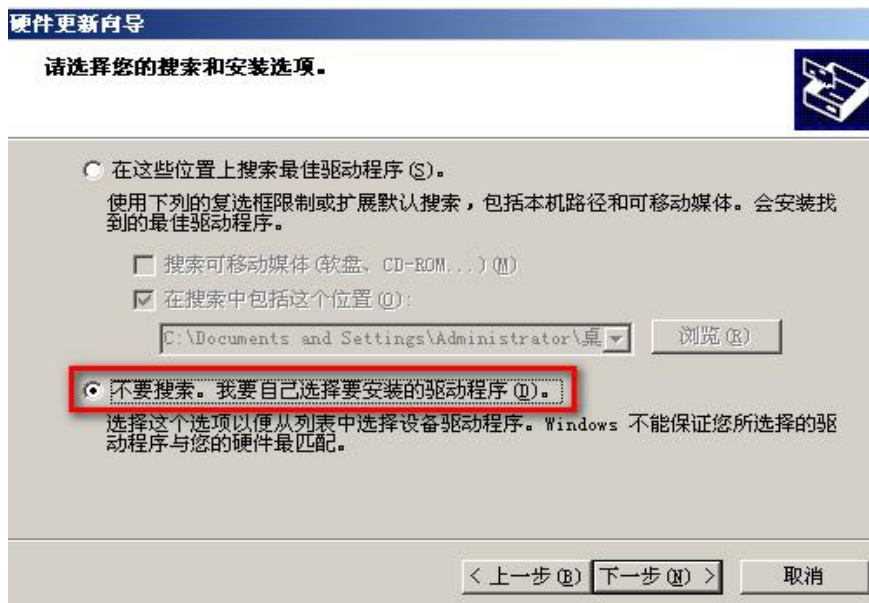 硬件更新向导
请选择您的搜索和安装选项。
在这些位置上搜索最佳驱动程序(S)。
使用下列的复选框限制或扩展默认搜索，包括本机路径和可移动媒体。会安装找
到的最佳驱动程序。
搜索可移动媒体(软盘、CD-ROM...)(M)
在搜索中包括这个位置(O):
C:\Documents and Settings\Administrator\桌
浏览(R)
不要搜索。我要自己选择要安装的驱动程序(D)。
选择这个选项以便从列表中选择设备驱动程序。Windows 不能保证您所选择的驱
动程序与您的硬件最匹配。
< 上一步(B) 下一步(N) > 取消